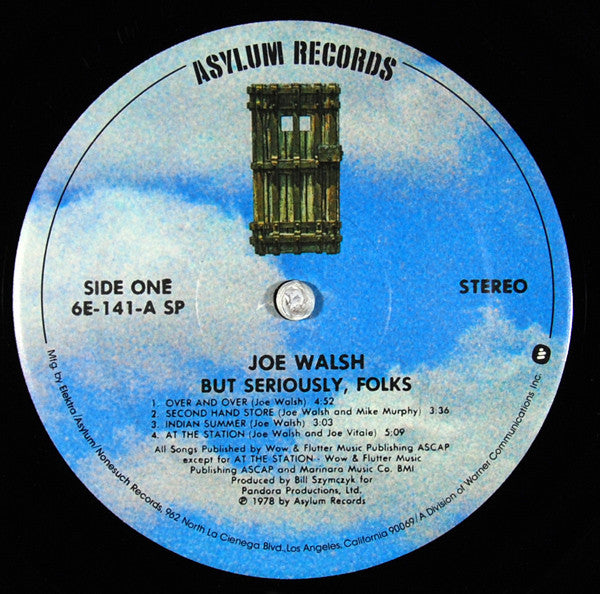 ASYLUM RECORDS
SIDE ONE
6E-141-A SP
STEREO
JOE WALSH
BUT SERIOUSLY, FOLKS
1. OVER AND OVER (Joe Walsh) 4:52
2. SECOND HAND STORE (Joe Walsh and Mike Murphy) 3:36
3. INDIAN SUMMER (Joe Walsh) 3:03
4. AT THE STATION (Joe Walsh and Joe Vitale) 5:09
All Songs Published by Wow & Flutter Music Publishing ASCAP
except for AT THE STATION - Wow & Flutter Music
Publishing ASCAP and Marinara Music Co. BMI
Produced by Bill Szymczyk for
Pandora Productions, Ltd.
℗ 1978 by Asylum Records
Mfg. by Elektra/Asylum/Nonesuch Records, 962 North La Cienega Blvd., Los Angeles, California 90069/A Division of Warner Communications Inc.